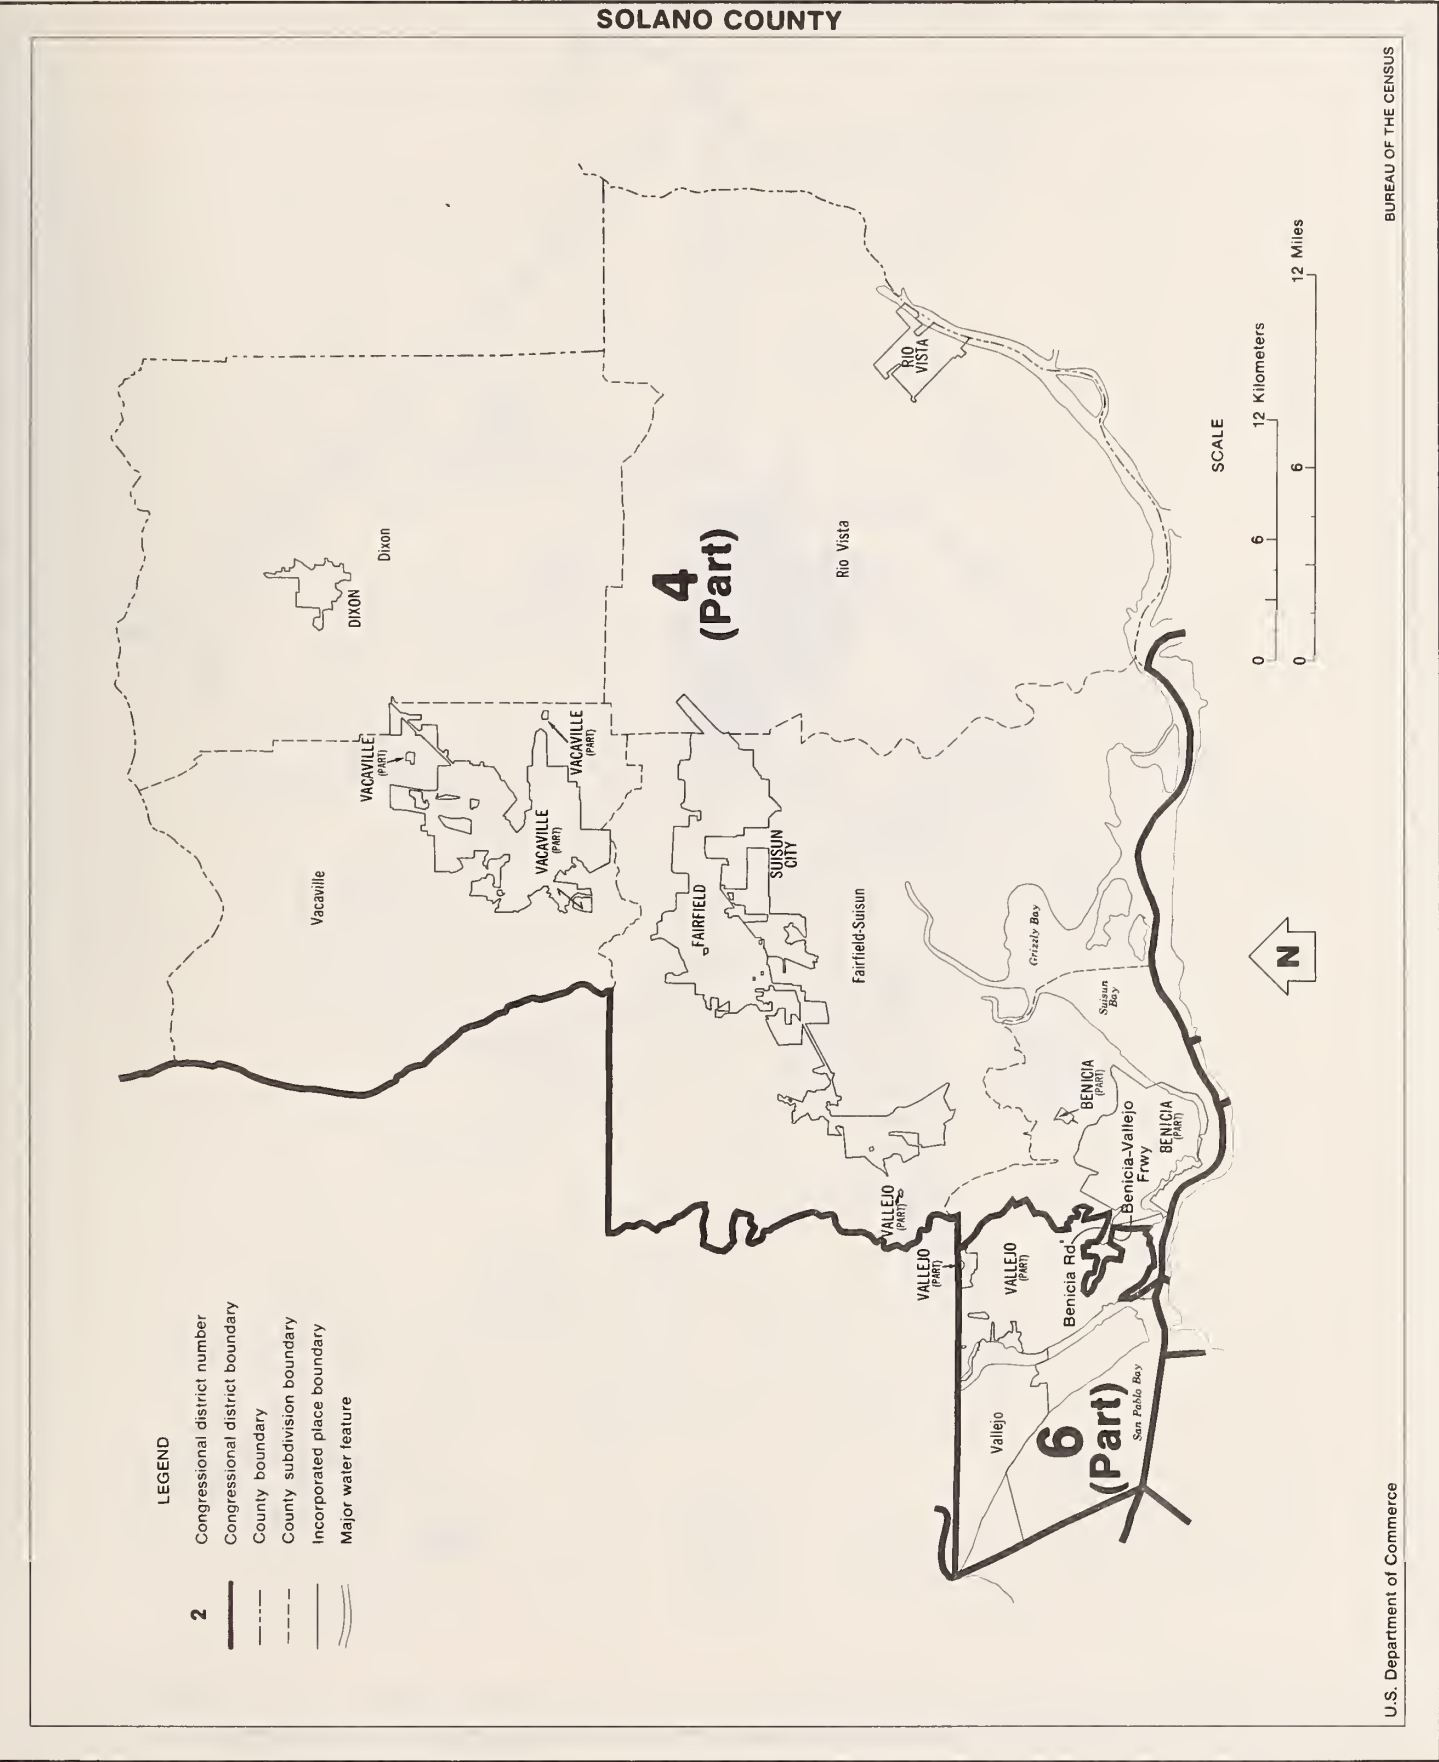 SOLANO COUNTY
LEGEND
2 Congressional district number
Congressional district boundary
County boundary
County subdivision boundary
Incorporated place boundary
Major water feature
Dixon
DIXON
VACAVILLE
(PART)
VACAVILLE
(PART)
VACAVILLE
(PART)
Vacaville
4
(Part)
Rio Vista
RIO
VISTA
FAIRFIELD
SUISUN
CITY
Fairfield-Suisun
Grizzly Bay
Suisun
Bay
BENICIA
(PART)
BENICIA
(PART)
Benicia-Vallejo
Frwy
VALLEJO
(PART)
VALLEJO
(PART)
VALLEJO
(PART)
Benicia Rd
Vallejo
6
(Part)
San Pablo Bay
N
SCALE
0 6 12 Kilometers
0 6 12 Miles
U.S. Department of Commerce
BUREAU OF THE CENSUS